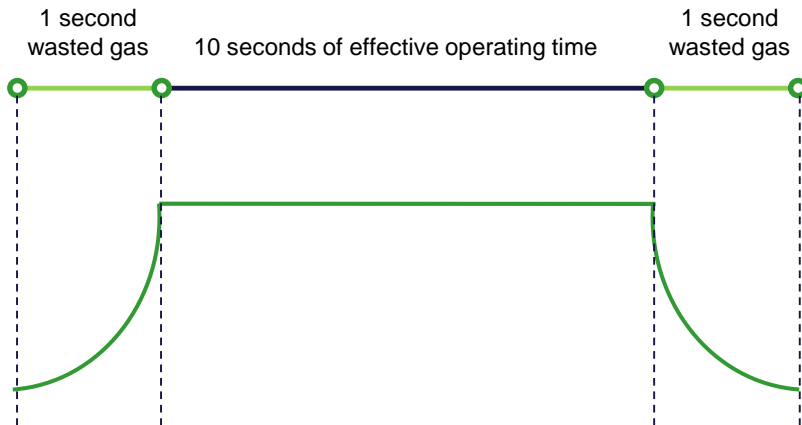 1 second
wasted gas
10 seconds of effective operating time
1 second
wasted gas